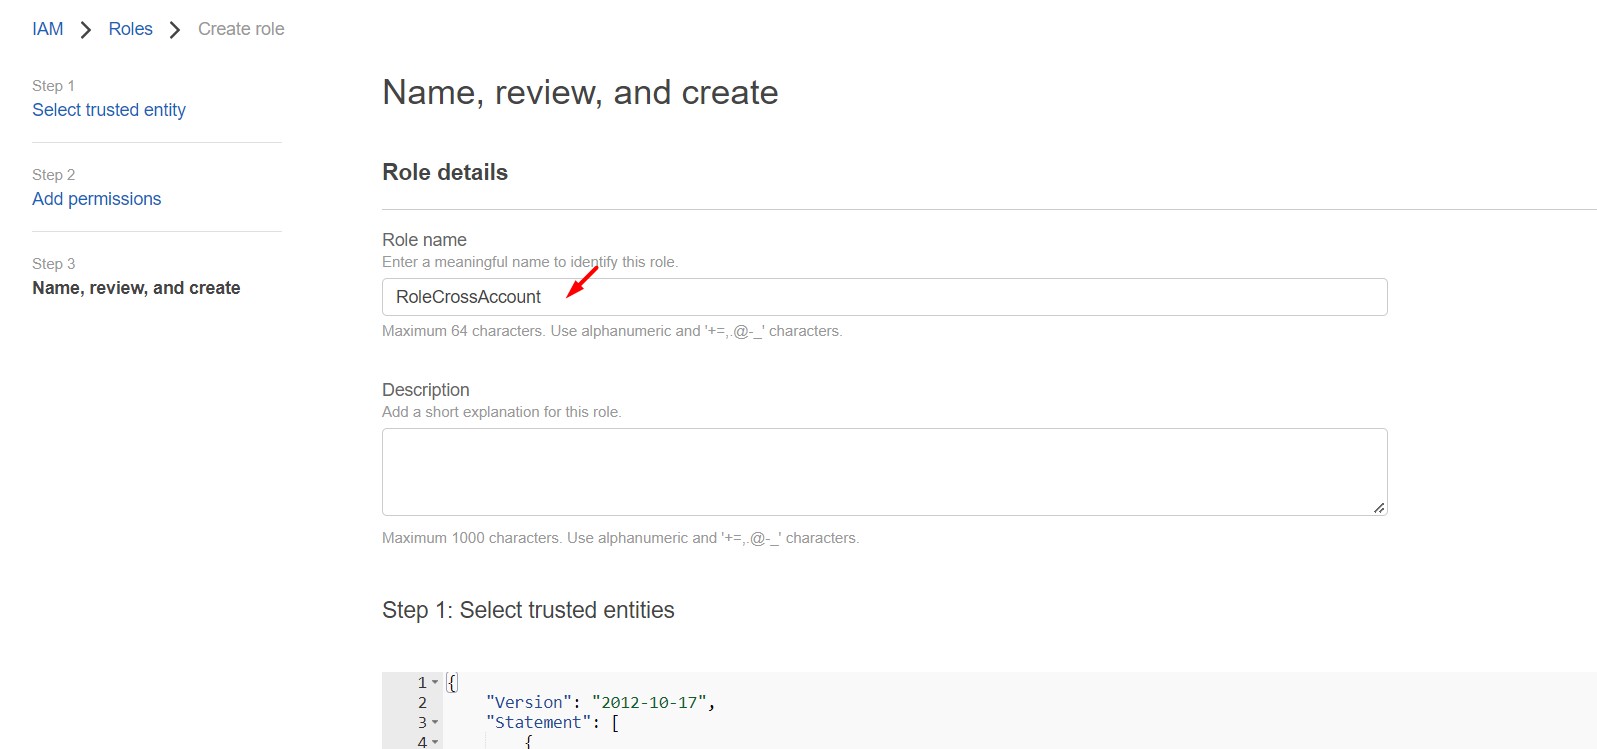 IAM > Roles > Create role
Step 1
Select trusted entity
Step 2
Add permissions
Step 3
Name, review, and create
Name, review, and create
Role details
Role name
Enter a meaningful name to identify this role.
RoleCrossAccount
Maximum 64 characters. Use alphanumeric and '+=,.@-_' characters.
Description
Add a short explanation for this role.
Maximum 1000 characters. Use alphanumeric and '+=,.@-_' characters.
Step 1: Select trusted entities
1 {
2 "Version": "2012-10-17",
3 "Statement": [
4 {